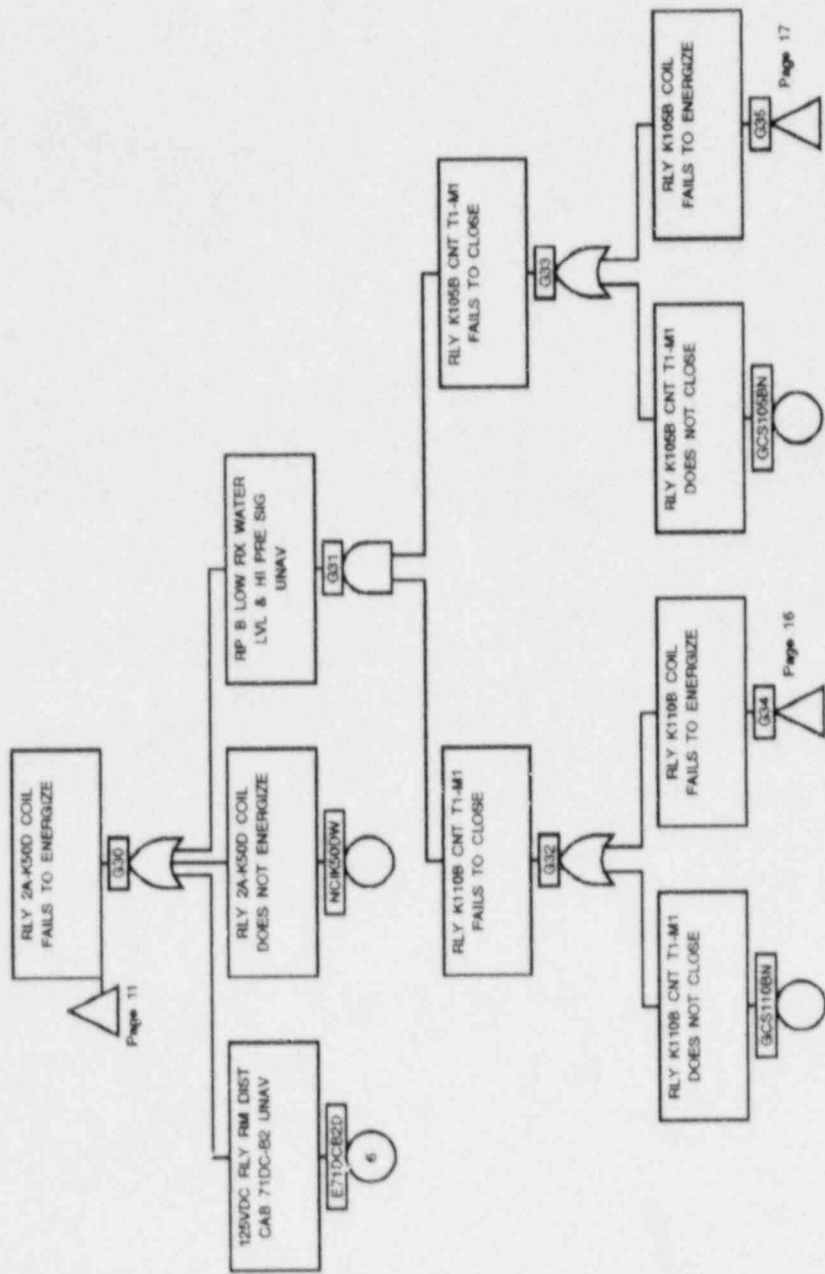 RLY 2A-K50D COIL
FAILS TO ENERGIZE
G30
Page 11
125VDC RLY RM DIST
CAB 71DC-B2 UNAV
E71DCB2D
6
RLY 2A-K50D COIL
DOES NOT ENERGIZE
NCIK50DW
RP B LOW RX WATER
LVL & HI PRE SIG
UNAV
G31
RLY K110B CNT T1-M1
FAILS TO CLOSE
G32
RLY K105B CNT T1-M1
FAILS TO CLOSE
G33
RLY K110B CNT T1-M1
DOES NOT CLOSE
GCS110BN
RLY K110B COIL
FAILS TO ENERGIZE
G34
Page 16
RLY K105B CNT T1-M1
DOES NOT CLOSE
GCS105BN
RLY K105B COIL
FAILS TO ENERGIZE
G35
Page 17